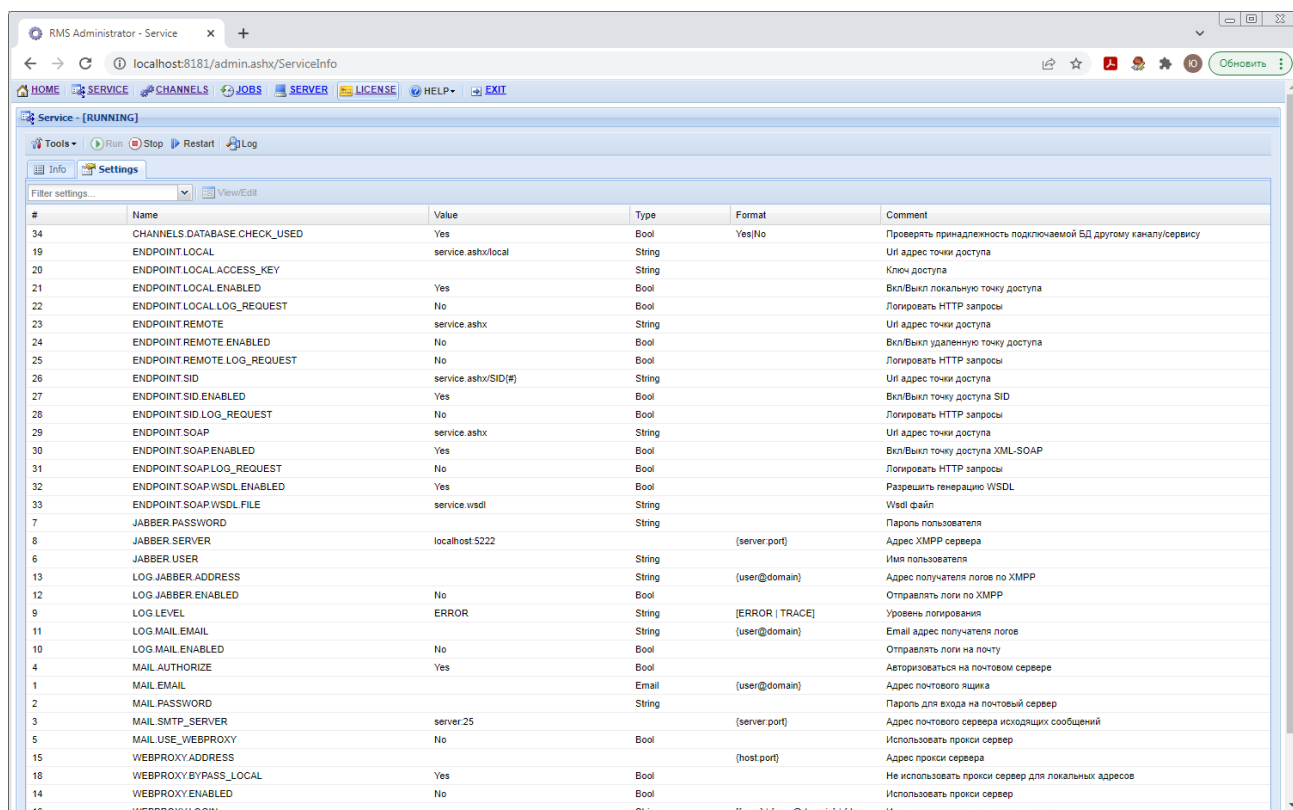 RMS Administrator - Service
localhost:8181/admin.ashx/ServiceInfo
Ю
Обновить
HOME SERVICE CHANNELS JOBS SERVER LICENSE HELP EXIT
Service - [RUNNING]
Tools Run Stop Restart Log
Info Settings
Filter settings... View/Edit
# Name Value Type Format Comment
34 CHANNELS.DATABASE.CHECK_USED Yes Bool Yes|No Проверять принадлежность подключаемой БД другому каналу/сервису
19 ENDPOINT.LOCAL service.ashx/local String Url адрес точки доступа
20 ENDPOINT.LOCAL.ACCESS_KEY String Ключ доступа
21 ENDPOINT.LOCAL.ENABLED Yes Bool Вкл/Выкл локальную точку доступа
22 ENDPOINT.LOCAL.LOG_REQUEST No Bool Логировать HTTP запросы
23 ENDPOINT.REMOTE service.ashx String Url адрес точки доступа
24 ENDPOINT.REMOTE.ENABLED No Bool Вкл/Выкл удаленную точку доступа
25 ENDPOINT.REMOTE.LOG_REQUEST No Bool Логировать HTTP запросы
26 ENDPOINT.SID service.ashx/SID{#} String Url адрес точки доступа
27 ENDPOINT.SID.ENABLED Yes Bool Вкл/Выкл точку доступа SID
28 ENDPOINT.SID.LOG_REQUEST No Bool Логировать HTTP запросы
29 ENDPOINT.SOAP service.ashx String Url адрес точки доступа
30 ENDPOINT.SOAP.ENABLED Yes Bool Вкл/Выкл точку доступа XML-SOAP
31 ENDPOINT.SOAP.LOG_REQUEST No Bool Логировать HTTP запросы
32 ENDPOINT.SOAP.WSDL.ENABLED Yes Bool Разрешить генерацию WSDL
33 ENDPOINT.SOAP.WSDL.FILE service.wsdl String Wsdl файл
7 JABBER.PASSWORD String Пароль пользователя
8 JABBER.SERVER localhost:5222 {server:port} Адрес XMPP сервера
6 JABBER.USER String Имя пользователя
13 LOG.JABBER.ADDRESS String {user@domain} Адрес получателя логов по XMPP
12 LOG.JABBER.ENABLED No Bool Отправлять логи по XMPP
9 LOG.LEVEL ERROR String [ERROR | TRACE] Уровень логирования
11 LOG.MAIL.EMAIL String {user@domain} Email адрес получателя логов
10 LOG.MAIL.ENABLED No Bool Отправлять логи на почту
4 MAIL.AUTHORIZE Yes Bool Авторизоваться на почтовом сервере
1 MAIL.EMAIL Email {user@domain} Адрес почтового ящика
2 MAIL.PASSWORD String Пароль для входа на почтовый сервер
3 MAIL.SMTP_SERVER server:25 {server:port} Адрес почтового сервера исходящих сообщений
5 MAIL.USE_WEBPROXY No Bool Использовать прокси сервер
15 WEBPROXY.ADDRESS {host:port} Адрес прокси сервера
18 WEBPROXY.BYPASS_LOCAL Yes Bool Не использовать прокси сервер для локальных адресов
14 WEBPROXY.ENABLED No Bool Использовать прокси сервер